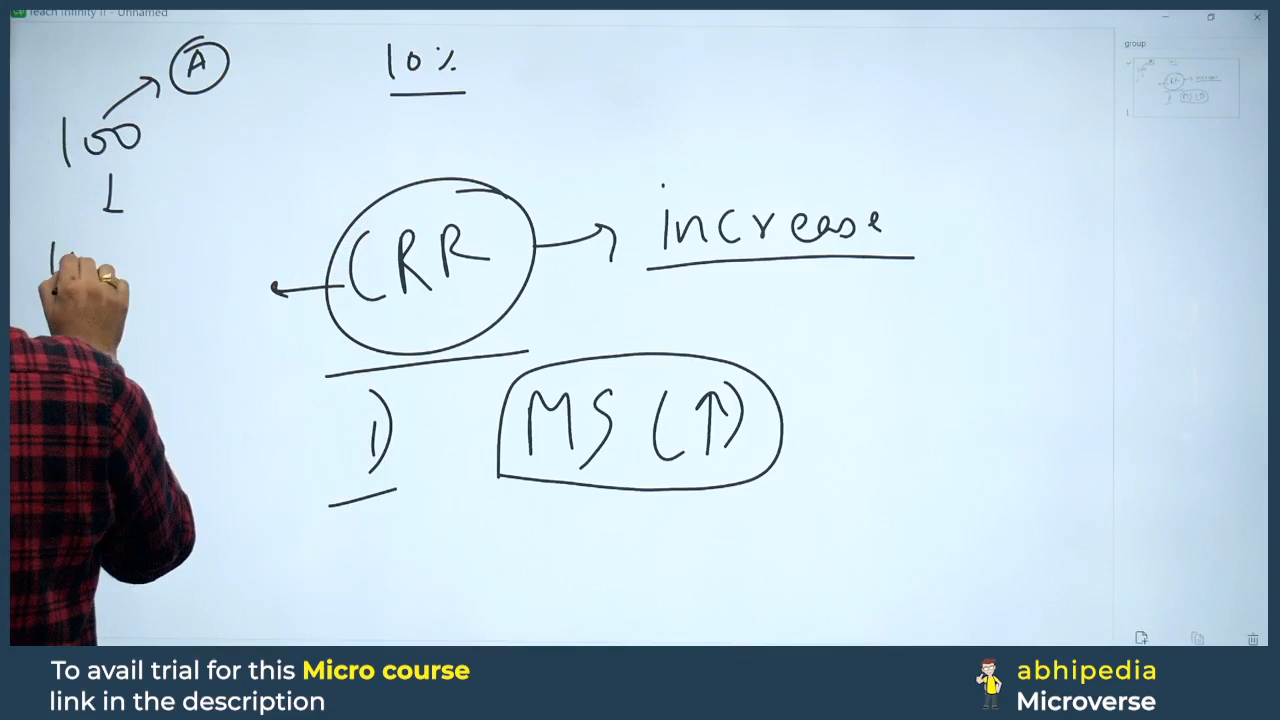 Teach Infinity II - Unnamed
group
A
10%
100
1
CRR
increase
1)
MS (↑)
To avail trial for this Micro course
link in the description
abhipedia
Microverse